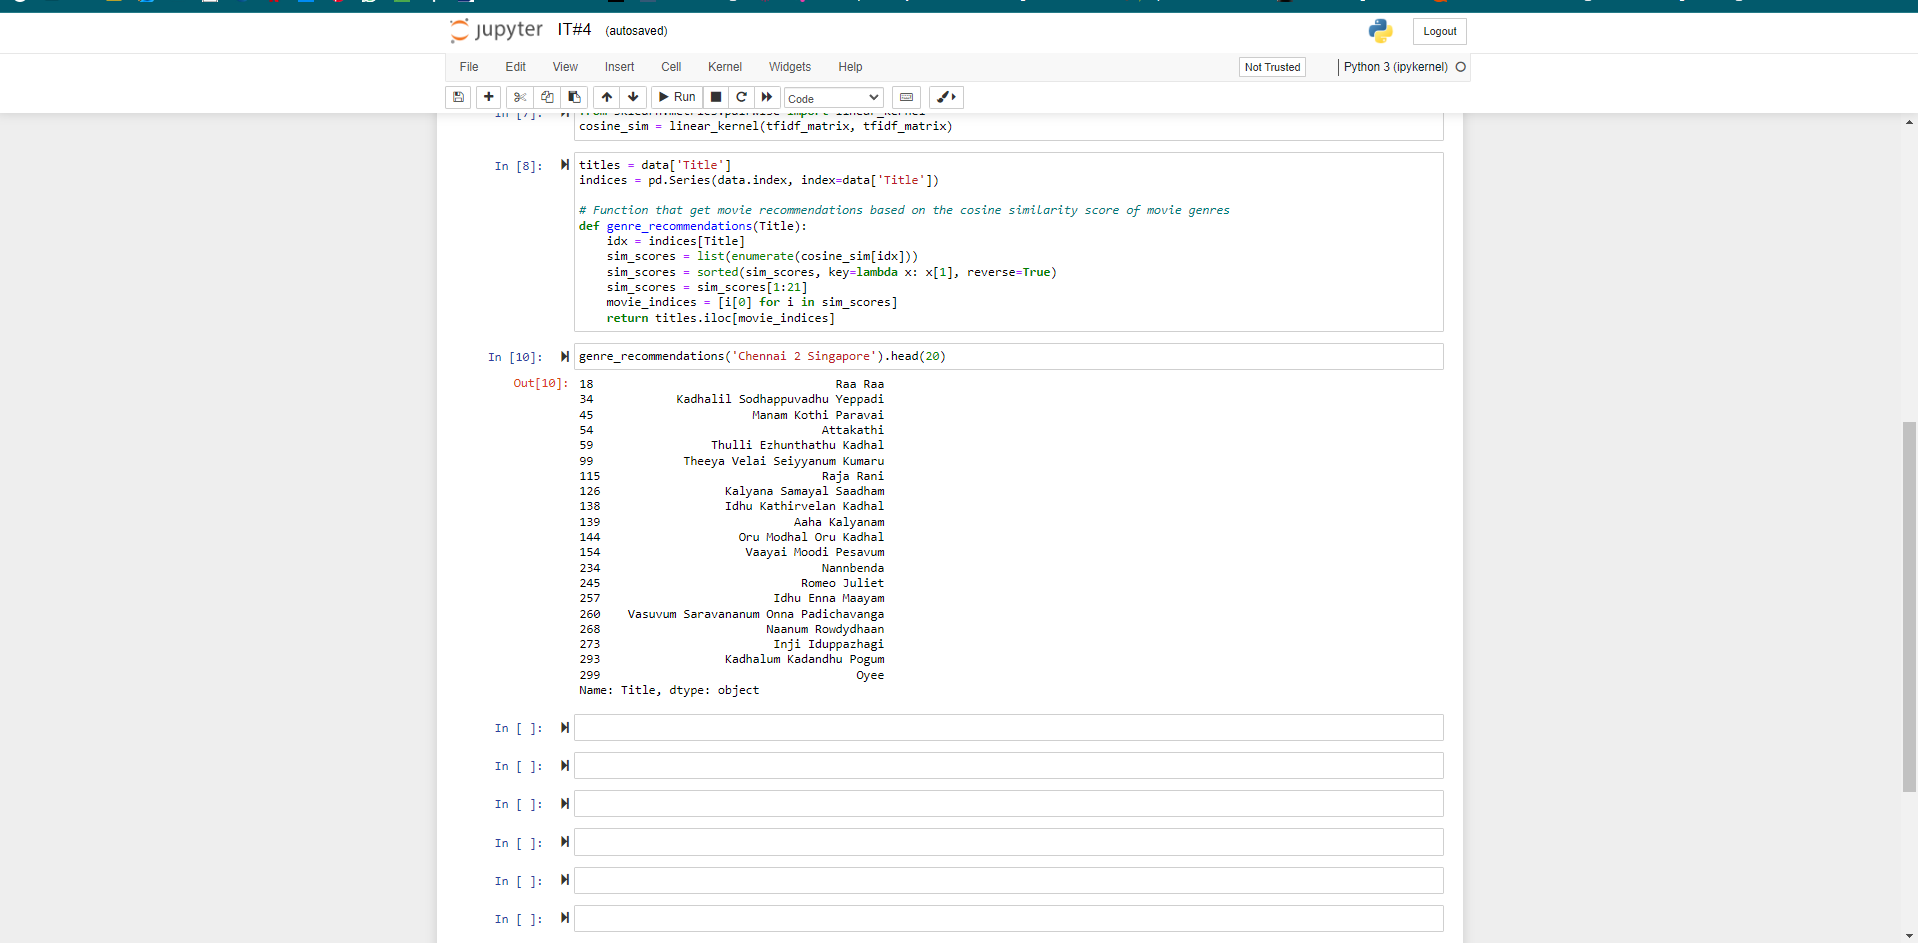 jupyter IT#4 (autosaved) Logout
File Edit View Insert Cell Kernel Widgets Help Not Trusted Python 3 (ipykernel)
Run Code
In [7]: from sklearn.metrics.pairwise import linear_kernel
cosine_sim = linear_kernel(tfidf_matrix, tfidf_matrix)
In [8]: titles = data['Title']
indices = pd.Series(data.index, index=data['Title'])
# Function that get movie recommendations based on the cosine similarity score of movie genres
def genre_recommendations(Title):
idx = indices[Title]
sim_scores = list(enumerate(cosine_sim[idx]))
sim_scores = sorted(sim_scores, key=lambda x: x[1], reverse=True)
sim_scores = sim_scores[1:21]
movie_indices = [i[0] for i in sim_scores]
return titles.iloc[movie_indices]
In [10]: genre_recommendations('Chennai 2 Singapore').head(20)
Out[10]: 18 Raa Raa
34 Kadhalil Sodhappuvadhu Yeppadi
45 Manam Kothi Paravai
54 Attakathi
59 Thulli Ezhunthathu Kadhal
99 Theeya Velai Seiyyanum Kumaru
115 Raja Rani
126 Kalyana Samayal Saadham
138 Idhu Kathirvelan Kadhal
139 Aaha Kalyanam
144 Oru Modhal Oru Kadhal
154 Vaayai Moodi Pesavum
234 Nannbenda
245 Romeo Juliet
257 Idhu Enna Maayam
260 Vasuvum Saravananum Onna Padichavanga
268 Naanum Rowdydhaan
273 Inji Iduppazhagi
293 Kadhalum Kadandhu Pogum
299 Oyee
Name: Title, dtype: object
In [ ]:
In [ ]:
In [ ]:
In [ ]:
In [ ]:
In [ ]: